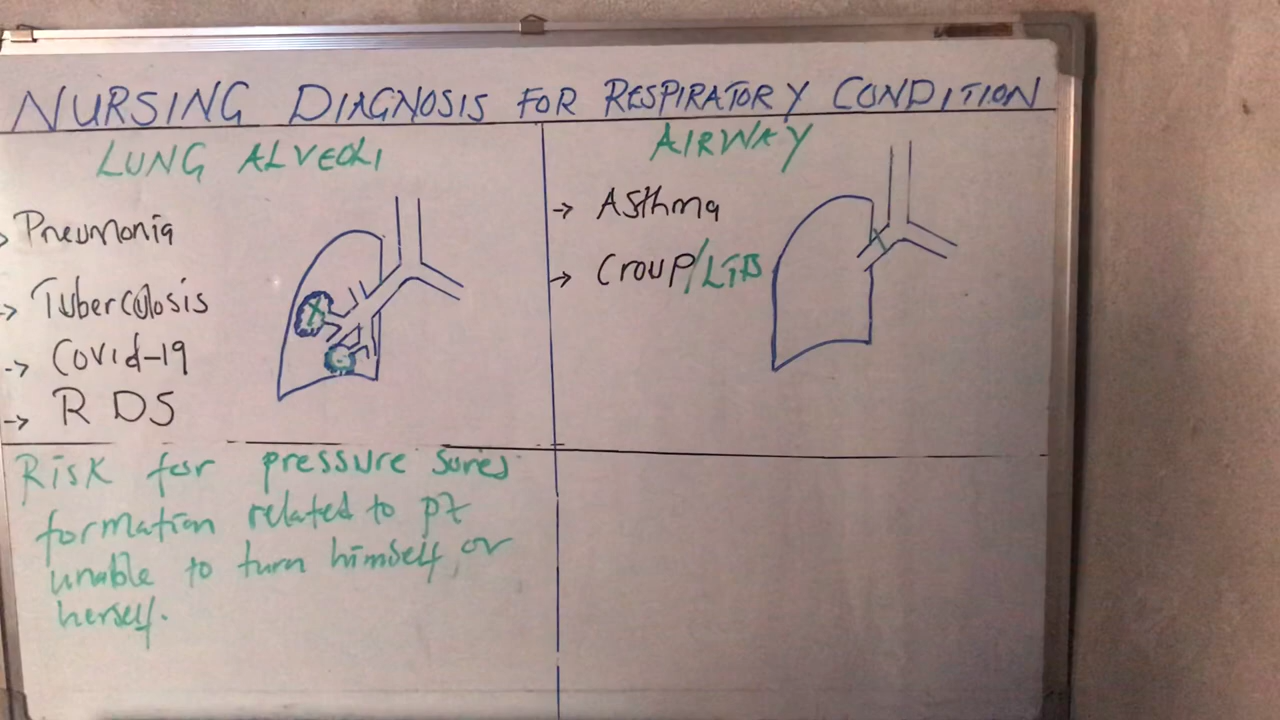 NURSING DIAGNOSIS FOR RESPIRATORY CONDITION
LUNG ALVEOLI
Pneumonia
→ Tuberculosis
→ Covid-19
→ RDS
Risk for pressure sores
formation related to pt
unable to turn himself or
herself.
AIRWAY
→ Asthma
→ Croup/LTB